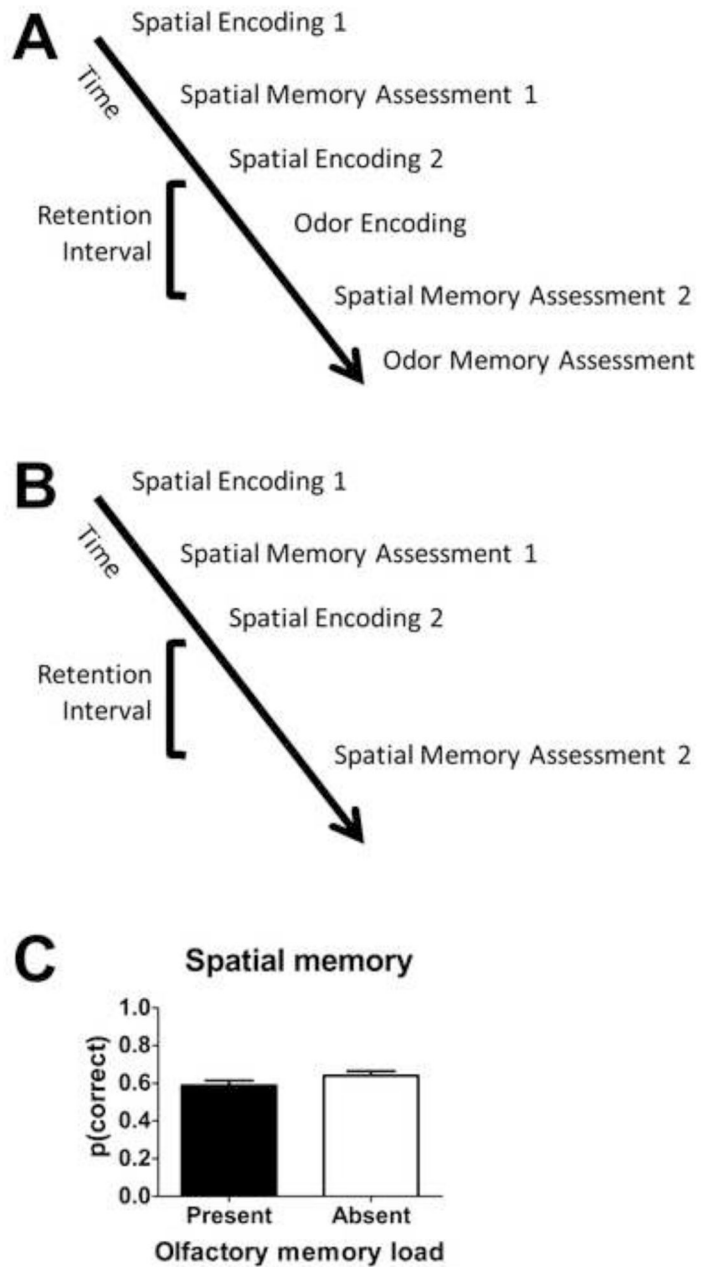 A
Spatial Encoding 1
Time
Spatial Memory Assessment 1
Spatial Encoding 2
Retention
Interval
Odor Encoding
Spatial Memory Assessment 2
Odor Memory Assessment
B
Spatial Encoding 1
Time
Spatial Memory Assessment 1
Spatial Encoding 2
Retention
Interval
Spatial Memory Assessment 2
C
Spatial memory
p(correct)
1.0
0.8
0.6
0.4
0.2
0.0
Present Absent
Olfactory memory load